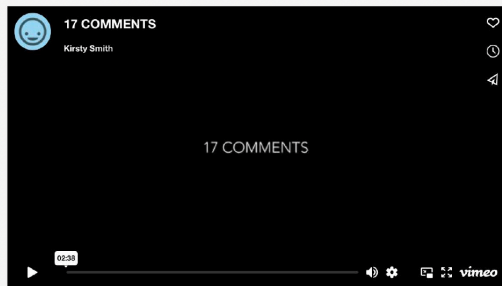 17 COMMENTS
Kirsty Smith
17 COMMENTS
02:38
vimeo